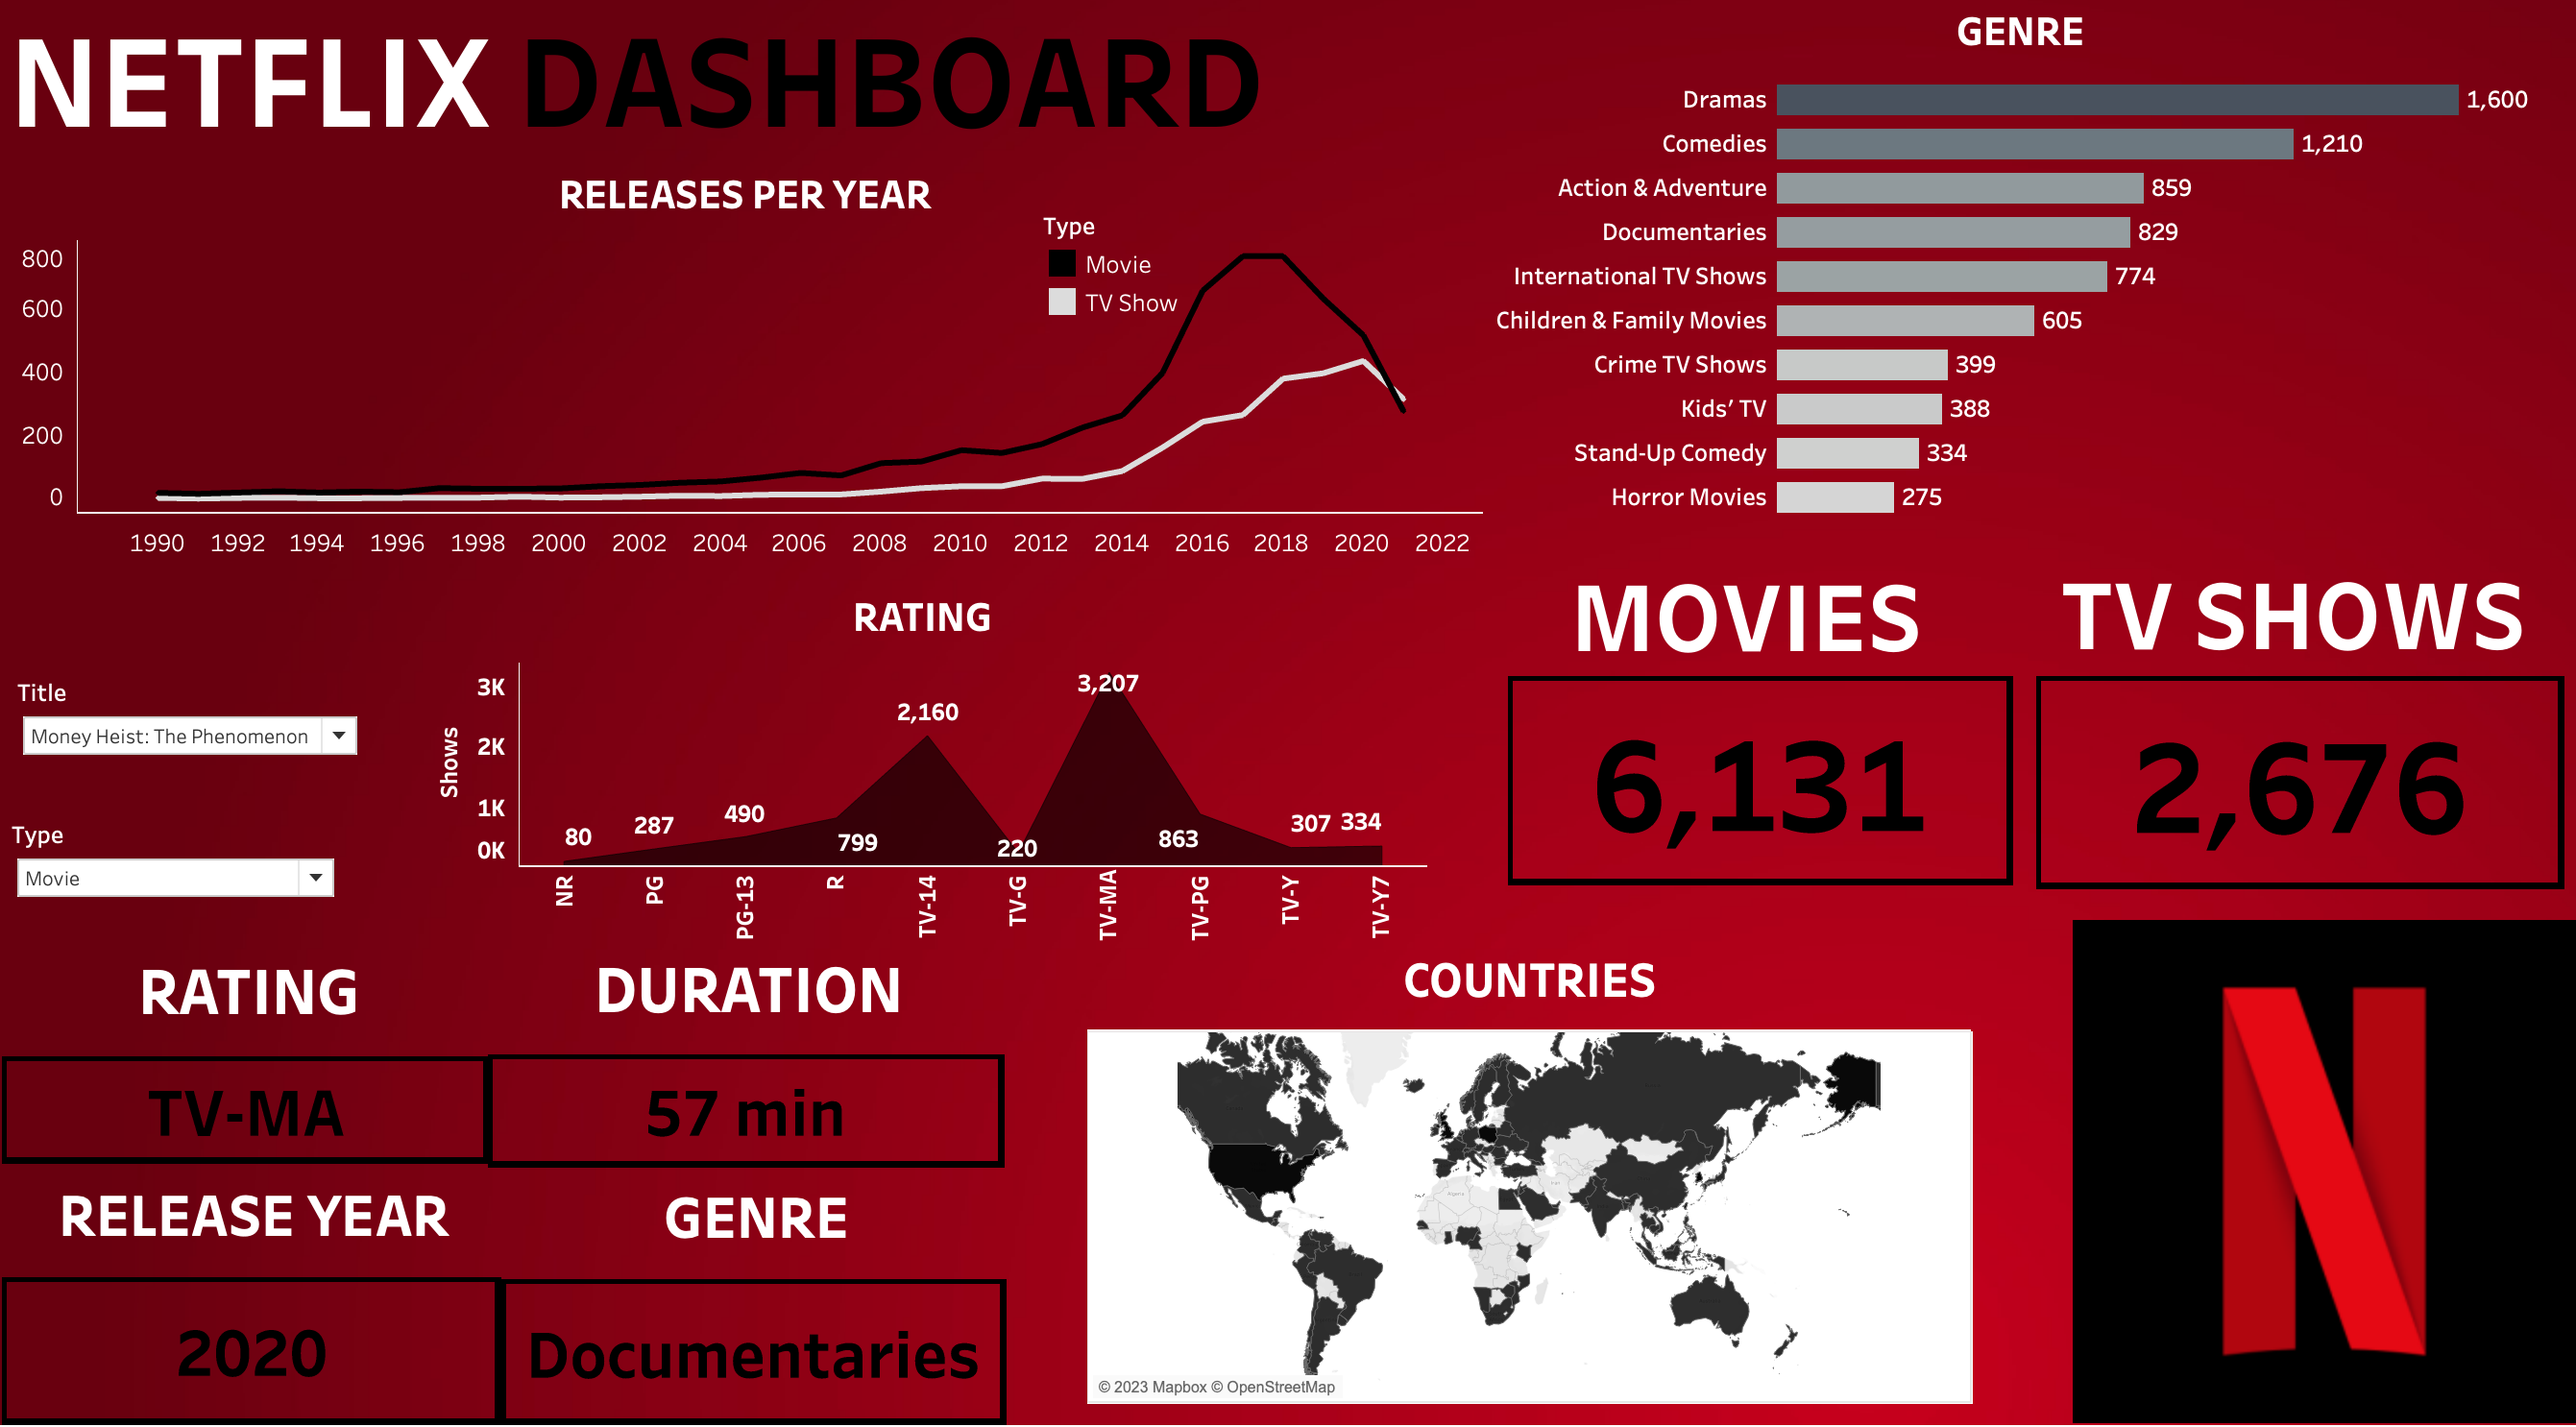 NETFLIX DASHBOARD
RELEASES PER YEAR
Type
Movie
TV Show
800
600
400
200
0
1990 1992 1994 1996 1998 2000 2002 2004 2006 2008 2010 2012 2014 2016 2018 2020 2022
GENRE
Dramas 1,600
Comedies 1,210
Action & Adventure 859
Documentaries 829
International TV Shows 774
Children & Family Movies 605
Crime TV Shows 399
Kids’ TV 388
Stand-Up Comedy 334
Horror Movies 275
Title
Money Heist: The Phenomenon
Type
Movie
RATING
Shows
3K
2K
1K
0K
80 287 490 799 2,160 220 3,207 863 307 334
NR PG PG-13 R TV-14 TV-G TV-MA TV-PG TV-Y TV-Y7
MOVIES
6,131
TV SHOWS
2,676
RATING
TV-MA
DURATION
57 min
RELEASE YEAR
2020
GENRE
Documentaries
COUNTRIES
© 2023 Mapbox © OpenStreetMap
N